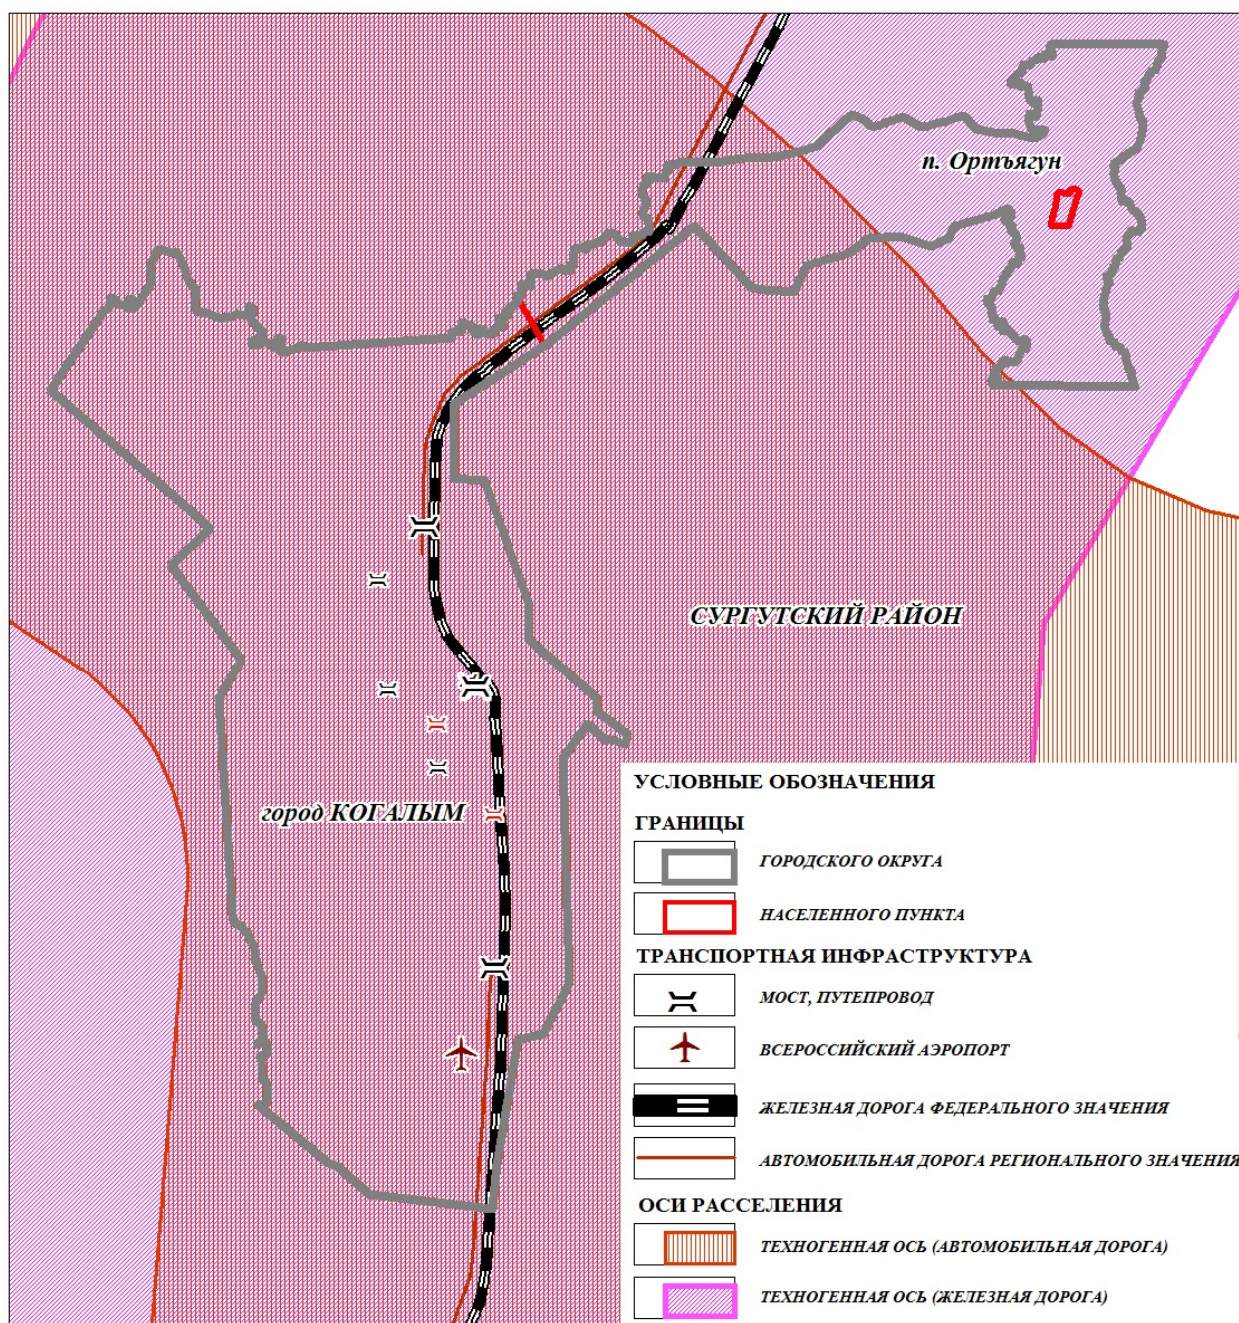 п. Ортъягун
СУРГУТСКИЙ РАЙОН
город КОГАЛЫМ
УСЛОВНЫЕ ОБОЗНАЧЕНИЯ
ГРАНИЦЫ
ГОРОДСКОГО ОКРУГА
НАСЕЛЕННОГО ПУНКТА
ТРАНСПОРТНАЯ ИНФРАСТРУКТУРА
МОСТ, ПУТЕПРОВОД
ВСЕРОССИЙСКИЙ АЭРОПОРТ
ЖЕЛЕЗНАЯ ДОРОГА ФЕДЕРАЛЬНОГО ЗНАЧЕНИЯ
АВТОМОБИЛЬНАЯ ДОРОГА РЕГИОНАЛЬНОГО ЗНАЧЕНИЯ
ОСИ РАССЕЛЕНИЯ
ТЕХНОГЕННАЯ ОСЬ (АВТОМОБИЛЬНАЯ ДОРОГА)
ТЕХНОГЕННАЯ ОСЬ (ЖЕЛЕЗНАЯ ДОРОГА)